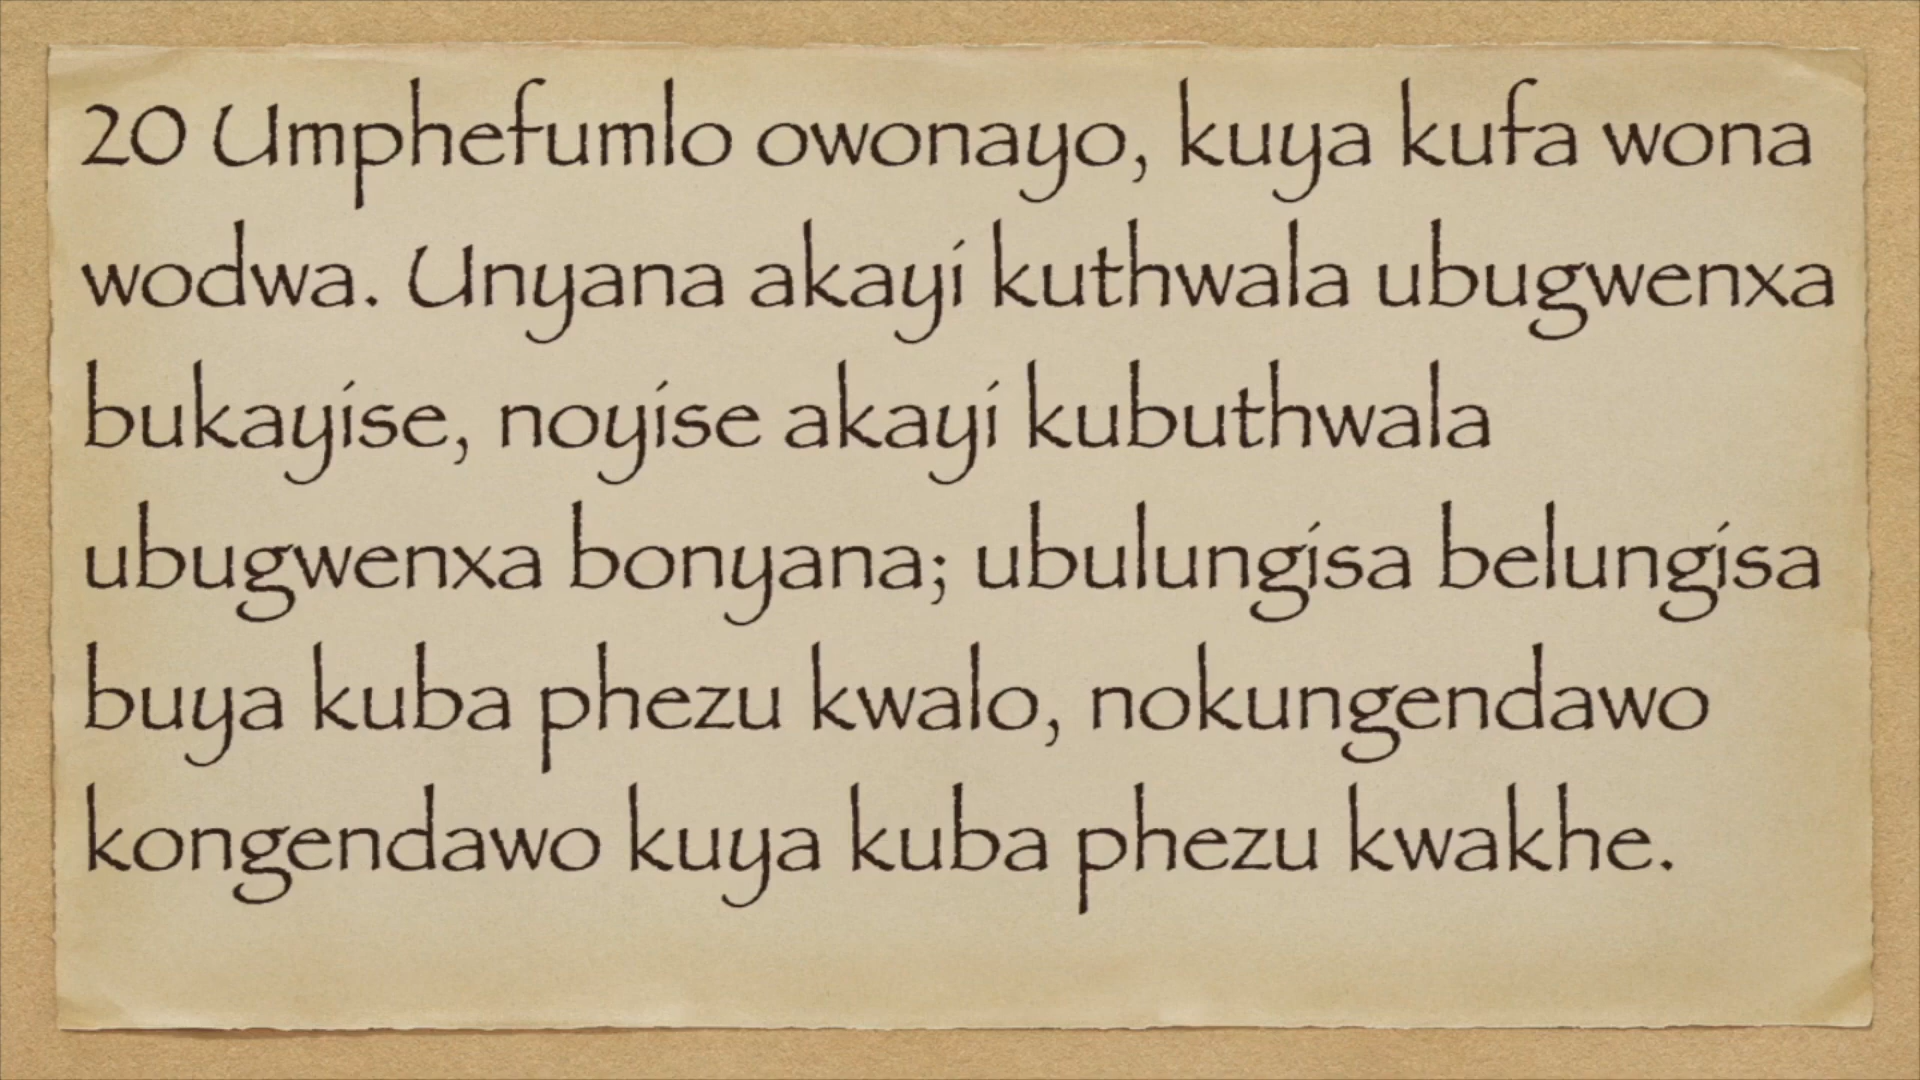 20 Umphefumlo owonayo, kuya kufa wona
wodwa. Unyana akayi kuthwala ubugwenxa
bukayise, noyise akayi kubuthwala
ubugwenxa bonyana; ubulungisa belungisa
buya kuba phezu kwalo, nokungendawo
kongendawo kuya kuba phezu kwakhe.